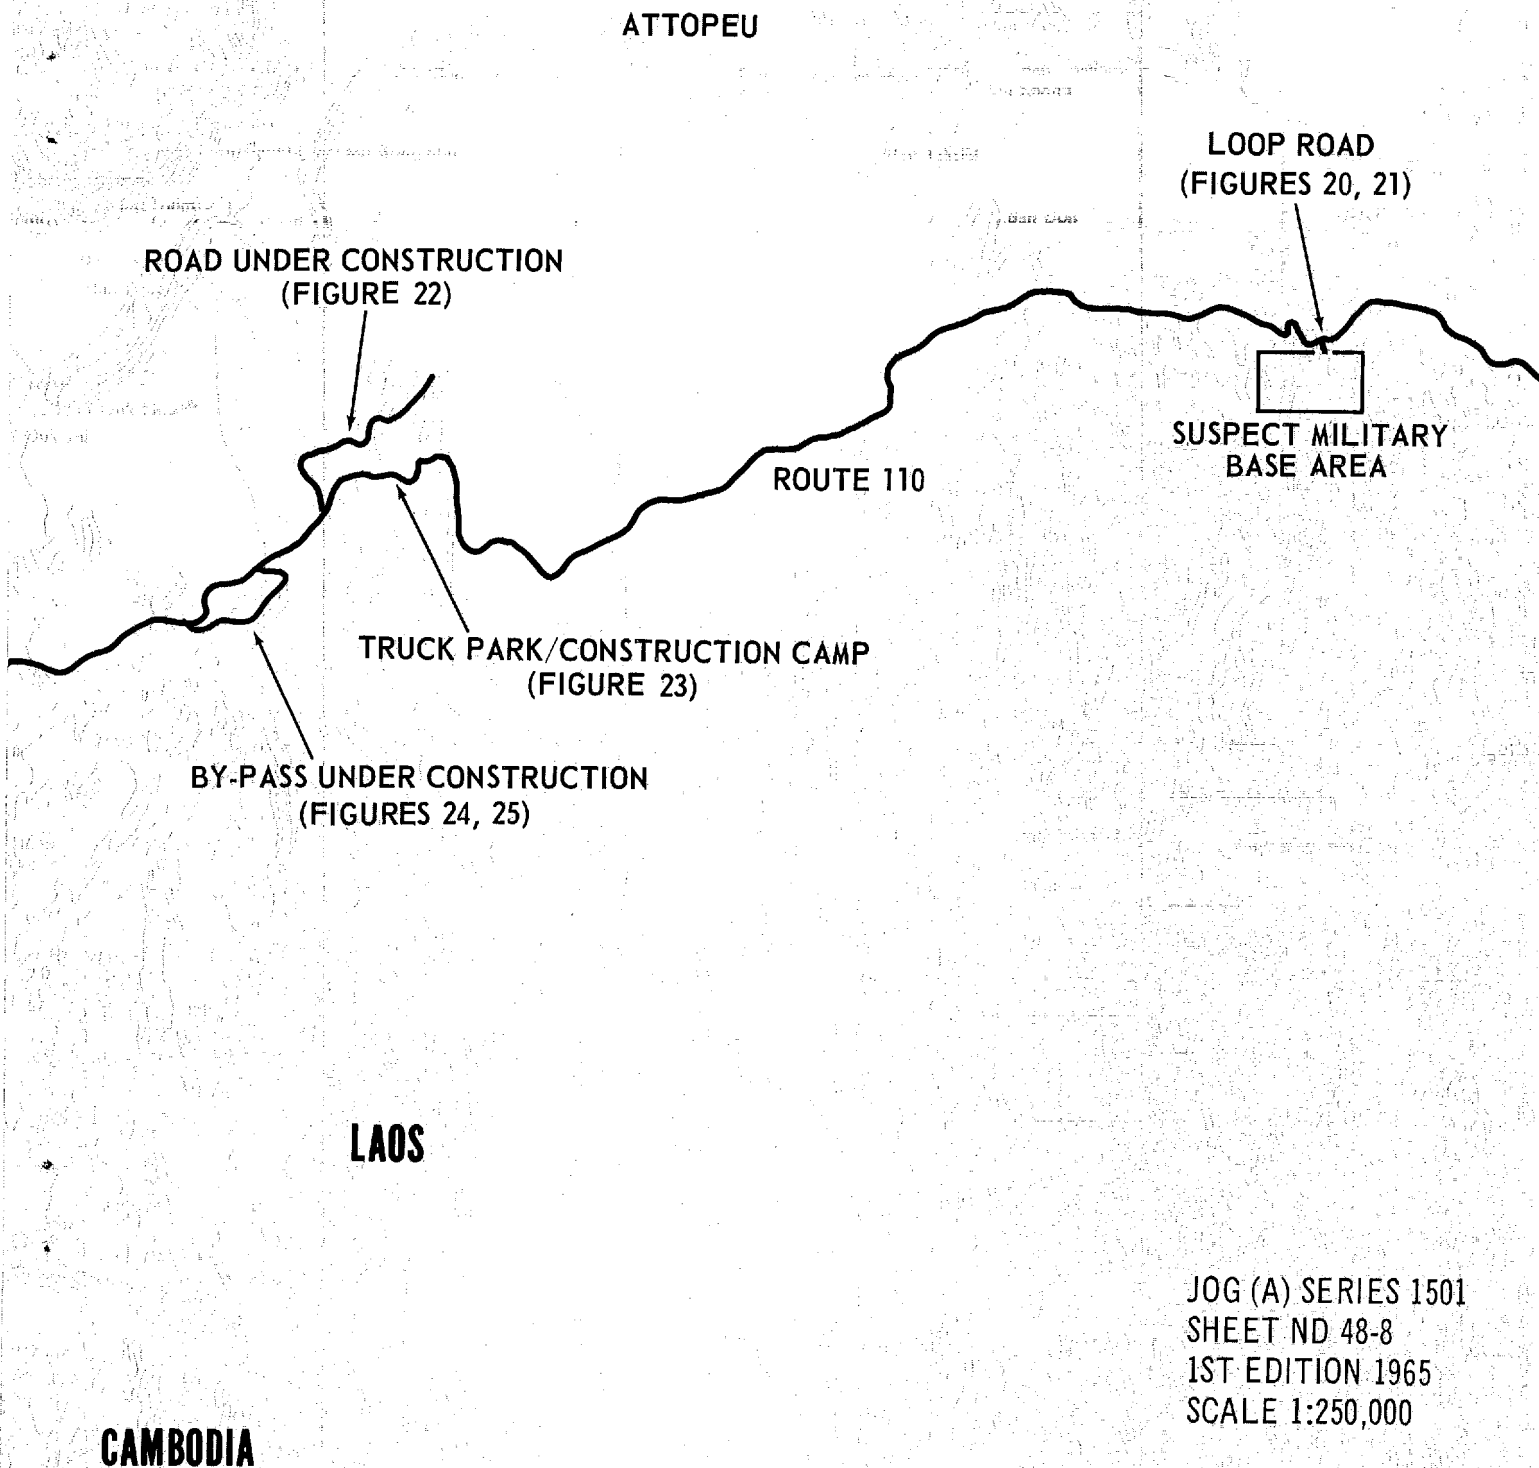 ATTOPEU
LOOP ROAD
(FIGURES 20, 21)
ROAD UNDER CONSTRUCTION
(FIGURE 22)
SUSPECT MILITARY
BASE AREA
ROUTE 110
TRUCK PARK/CONSTRUCTION CAMP
(FIGURE 23)
BY-PASS UNDER CONSTRUCTION
(FIGURES 24, 25)
LAOS
JOG (A) SERIES 1501
SHEET ND 48-8
1ST EDITION 1965
SCALE 1:250,000
CAMBODIA